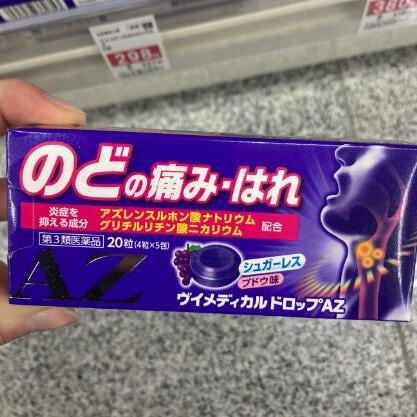 298
380
のどの痛み・はれ
炎症を
抑える成分
アズレンスルホン酸ナトリウム
グリチルリチン酸ニカリウム
配合
第3類医薬品
20粒(4粒×5包)
AZ
シュガーレス
ブドウ味
ヴイメディカル ドロップAZ